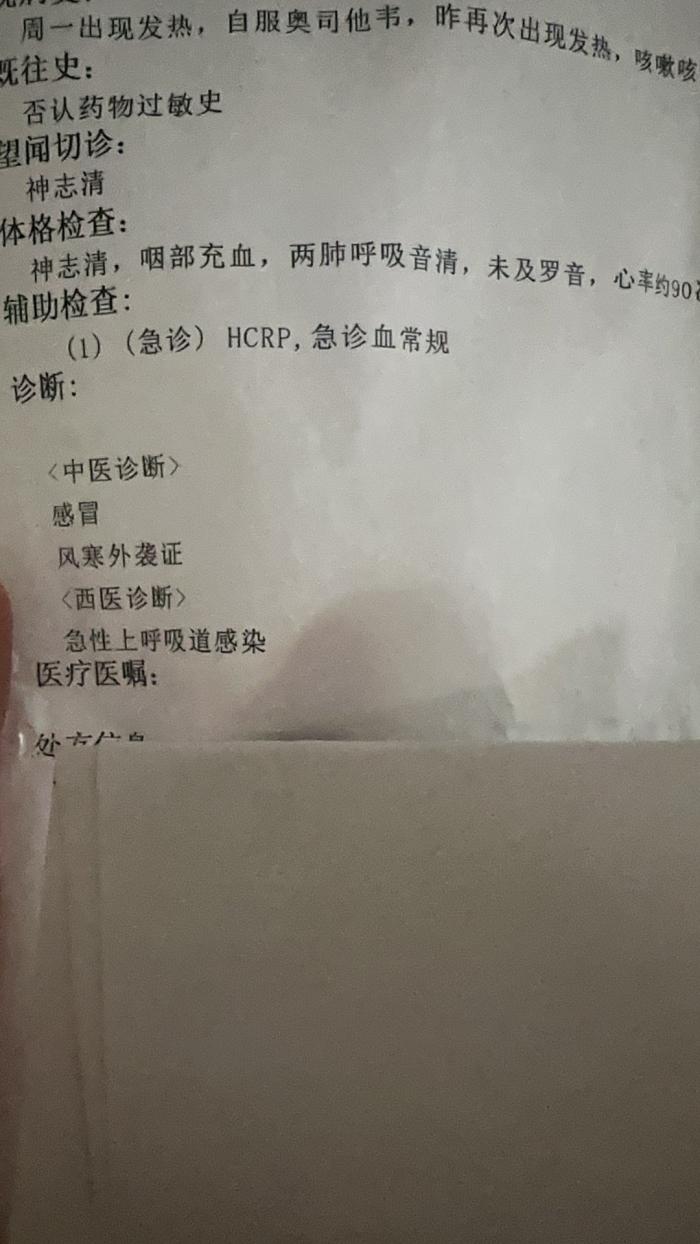 周一出现发热，自服奥司他韦，昨再次出现发热，咳嗽咳
既往史：
否认药物过敏史
望闻切诊：
神志清
体格检查：
神志清，咽部充血，两肺呼吸音清，未及罗音，心率约90
辅助检查：
(1) (急诊) HCRP,急诊血常规
诊断：
〈中医诊断〉
感冒
风寒外袭证
〈西医诊断〉
急性上呼吸道感染
医疗医嘱：
处方信息